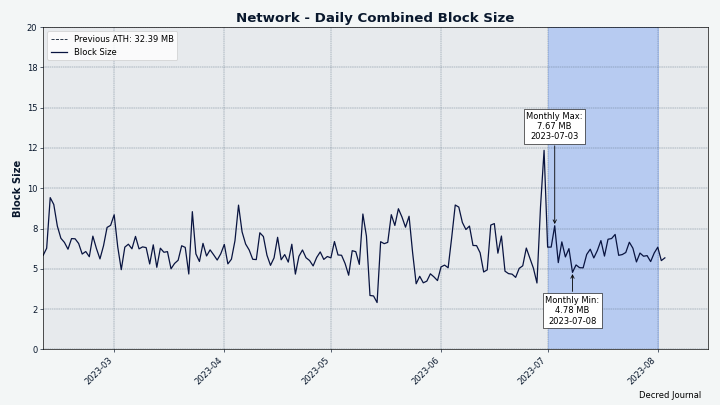 Network - Daily Combined Block Size
Previous ATH: 32.39 MB
Block Size
Block Size
20
18
15
12
10
8
5
2
0
Monthly Max:
7.67 MB
2023-07-03
Monthly Min:
4.78 MB
2023-07-08
2023-03
2023-04
2023-05
2023-06
2023-07
2023-08
Decred Journal